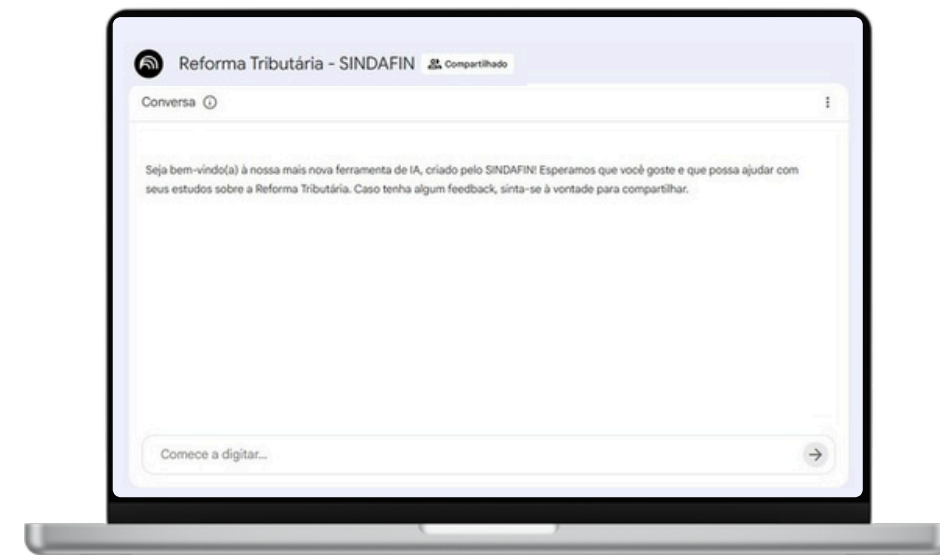 Reforma Tributária - SINDAFIN
Compartilhado
Conversa
Seja bem-vindo(a) à nossa mais nova ferramenta de IA, criado pelo SINDAFIN! Esperamos que você goste e que possa ajudar com
seus estudos sobre a Reforma Tributária. Caso tenha algum feedback, sinta-se à vontade para compartilhar.
Comece a digitar...